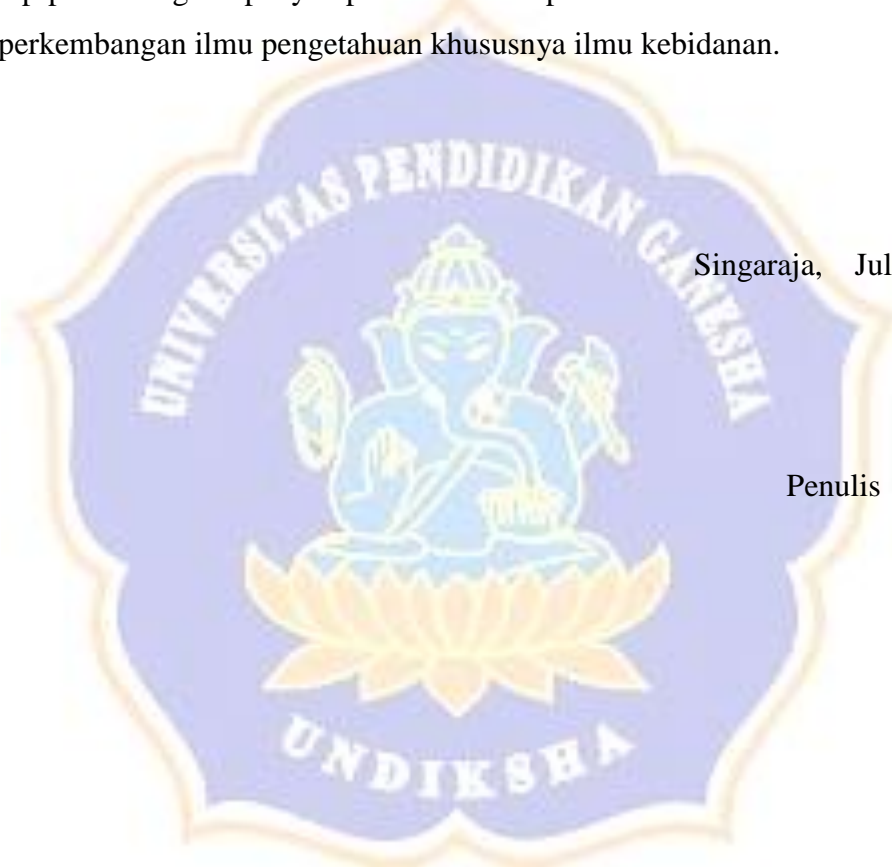 perkembangan ilmu pengetahuan khususnya ilmu kebidanan.
UNIVERSITAS PENDIDIKAN GANESHA
Singaraja, Jul
Penulis
UNDIKSHA